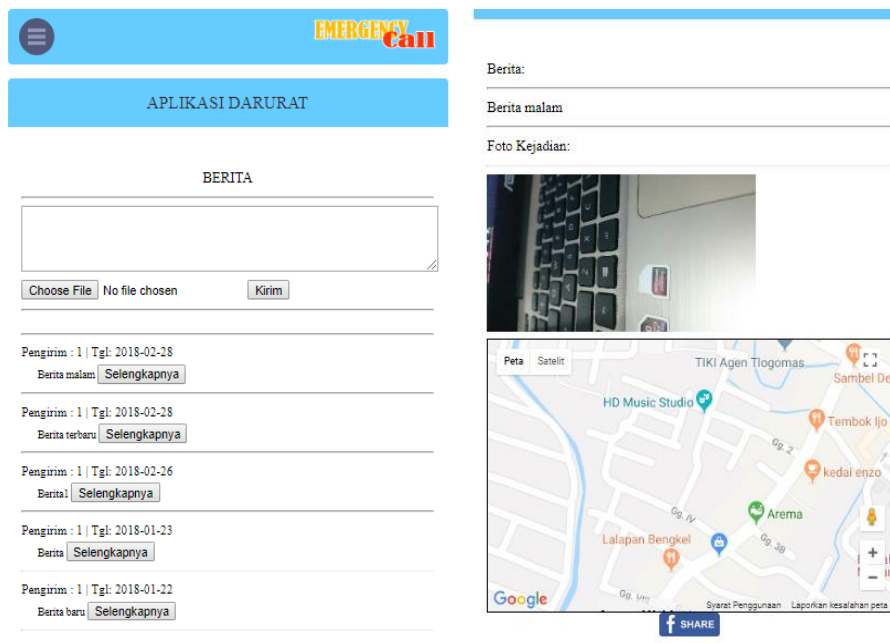 EMERGENCY
Call
APLIKASI DARURAT
BERITA
Choose File No file chosen Kirim
Pengirim : 1 | Tgl: 2018-02-28
Berita malam Selengkapnya
Pengirim : 1 | Tgl: 2018-02-28
Berita terbaru Selengkapnya
Pengirim : 1 | Tgl: 2018-02-26
Berita1 Selengkapnya
Pengirim : 1 | Tgl: 2018-01-23
Berita Selengkapnya
Pengirim : 1 | Tgl: 2018-01-22
Berita baru Selengkapnya
Berita:
Berita malam
Foto Kejadian:
Peta Satelit
TIKI Agen Tlogomas
Sambel De
HD Music Studio
Tembok Ijo
Gg. 2
kedai enzo
Gg. IV
Arema
Lalapan Bengkel
Gg. 3B
Gg. VIII
Google
Syarat Penggunaan Laporkan kesalahan peta
f SHARE